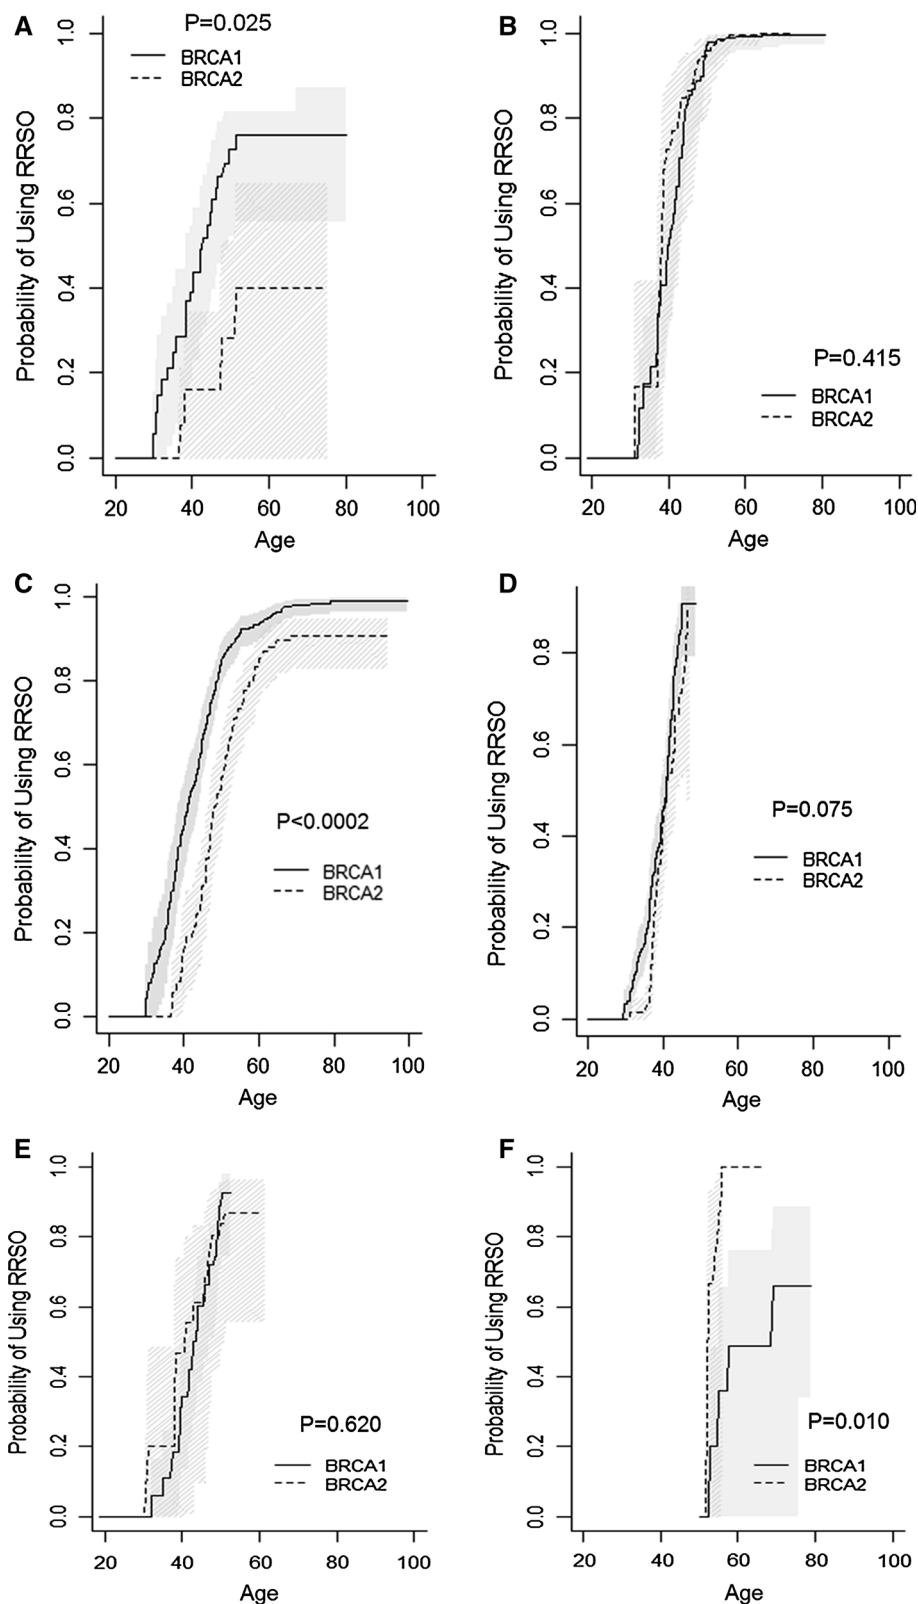 A
P=0.025
BRCA1
BRCA2
Probability of Using RRSO
0.0 0.2 0.4 0.6 0.8 1.0
20 40 60 80 100
Age
B
P=0.415
BRCA1
BRCA2
Probability of Using RRSO
0.0 0.2 0.4 0.6 0.8 1.0
20 40 60 80 100
Age
C
P<0.0002
BRCA1
BRCA2
Probability of Using RRSO
0.0 0.2 0.4 0.6 0.8 1.0
20 40 60 80 100
Age
D
P=0.075
BRCA1
BRCA2
Probability of Using RRSO
0.0 0.2 0.4 0.6 0.8
20 40 60 80 100
Age
E
P=0.620
BRCA1
BRCA2
Probability of Using RRSO
0.0 0.2 0.4 0.6 0.8 1.0
20 40 60 80 100
Age
F
P=0.010
BRCA1
BRCA2
Probability of Using RRSO
0.0 0.2 0.4 0.6 0.8 1.0
20 40 60 80 100
Age